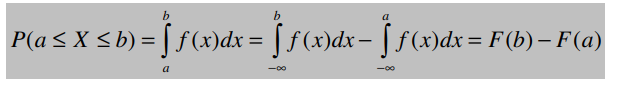 P(a ≤ X ≤ b) = ∫_a^b f(x)dx = ∫_{-∞}^b f(x)dx − ∫_{-∞}^a f(x)dx = F(b) − F(a)